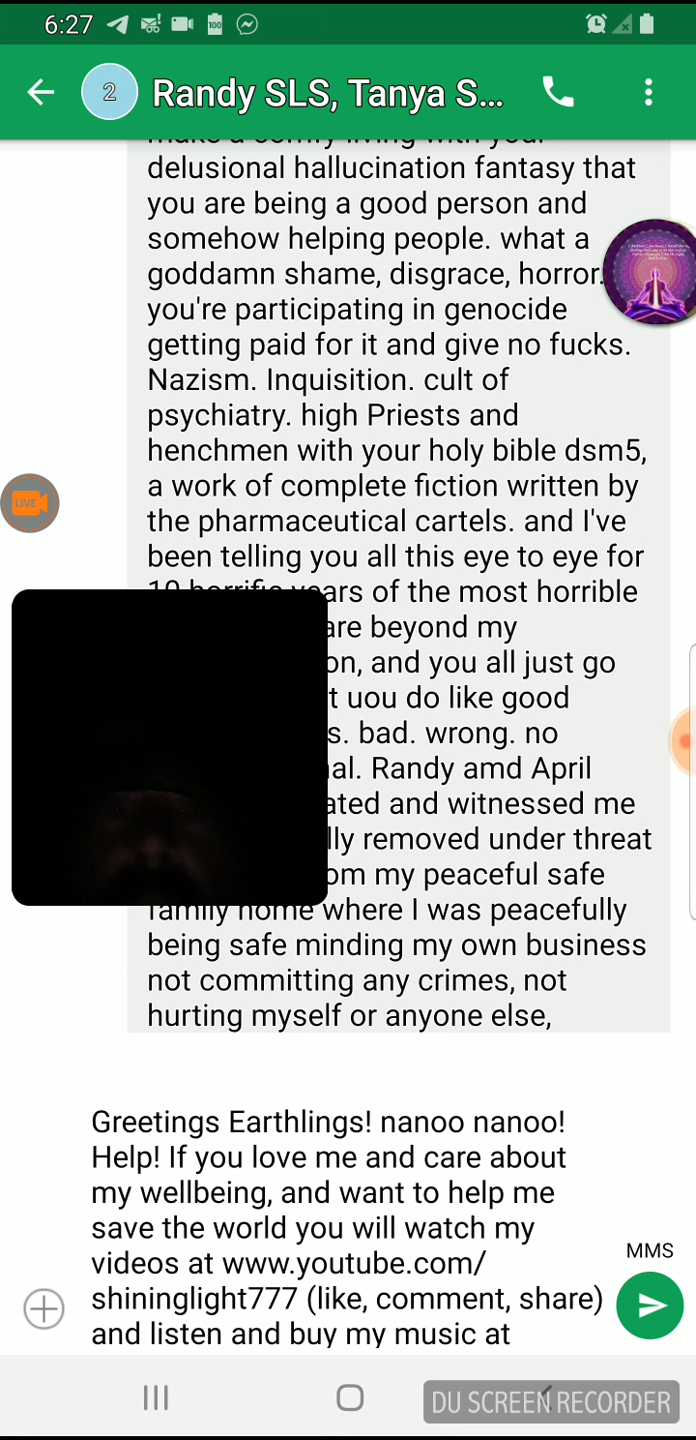 6:27
2
Randy SLS, Tanya S...
delusional hallucination fantasy that
you are being a good person and
somehow helping people. what a
goddamn shame, disgrace, horror.
you're participating in genocide
getting paid for it and give no fucks.
Nazism. Inquisition. cult of
psychiatry. high Priests and
henchmen with your holy bible dsm5,
a work of complete fiction written by
the pharmaceutical cartels. and I've
LIVE
been telling you all this eye to eye for
10 horrific years of the most horrible
are beyond my
on, and you all just go
t uou do like good
s. bad. wrong. no
al. Randy amd April
ated and witnessed me
lly removed under threat
om my peaceful safe
family home where I was peacefully
being safe minding my own business
not committing any crimes, not
hurting myself or anyone else,
Greetings Earthlings! nanoo nanoo!
Help! If you love me and care about
my wellbeing, and want to help me
save the world you will watch my
videos at www.youtube.com/
shininglight777 (like, comment, share)
and listen and buy my music at
MMS
DU SCREEN RECORDER